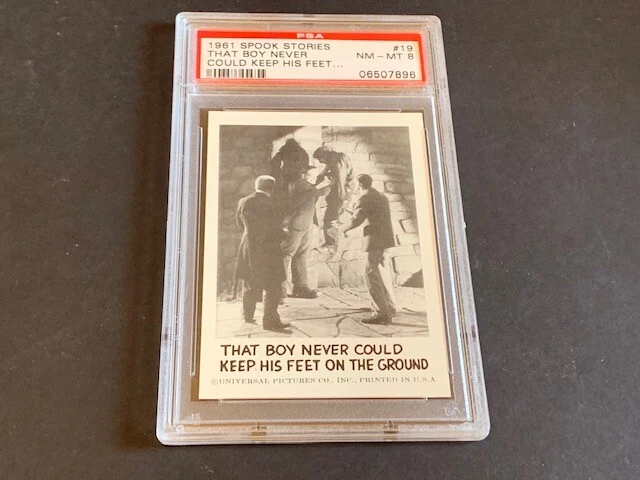 PSA
1961 SPOOK STORIES #19
THAT BOY NEVER NM - MT 8
COULD KEEP HIS FEET...
06507896
THAT BOY NEVER COULD
KEEP HIS FEET ON THE GROUND
©UNIVERSAL PICTURES CO., INC., PRINTED IN U.S.A.